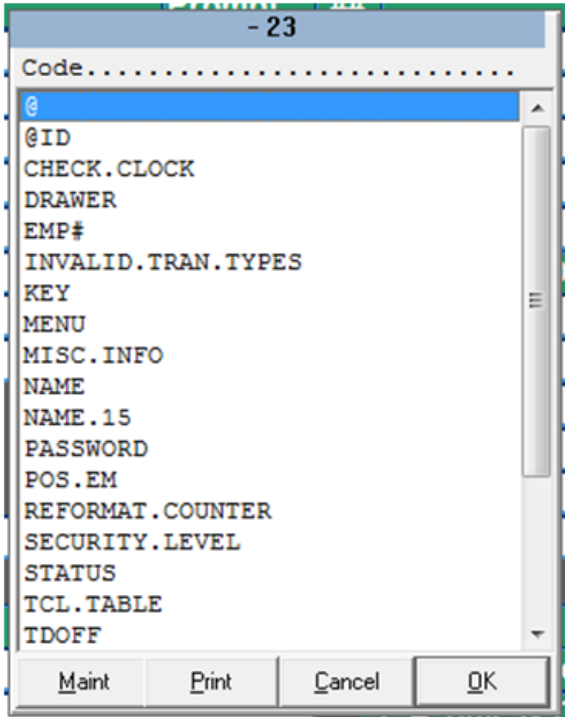 - 23
Code............................
@
@ID
CHECK.CLOCK
DRAWER
EMP#
INVALID.TRAN.TYPES
KEY
MENU
MISC.INFO
NAME
NAME.15
PASSWORD
POS.EM
REFORMAT.COUNTER
SECURITY.LEVEL
STATUS
TCL.TABLE
TDOFF
Maint Print Cancel OK